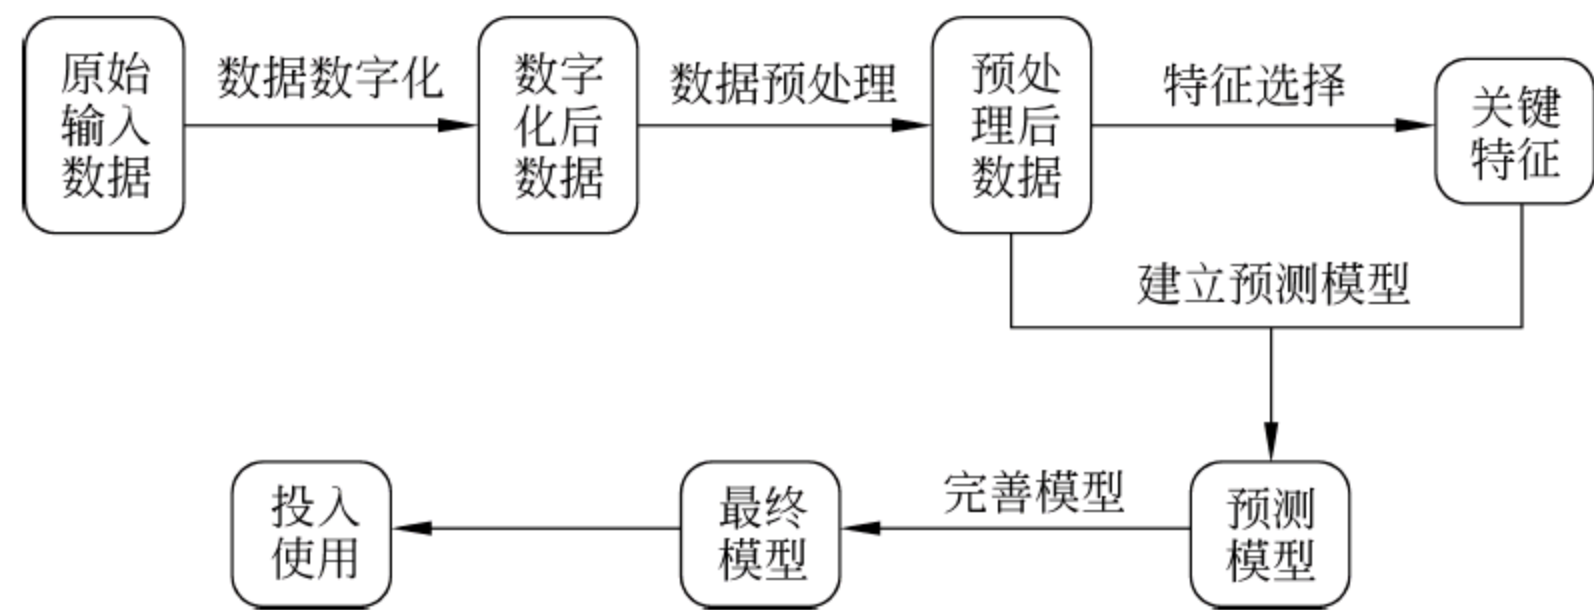 原始
输入
数据
数据数字化
数字
化后
数据
数据预处理
预处
理后
数据
特征选择
关键
特征
建立预测模型
预测
模型
完善模型
最终
模型
投入
使用